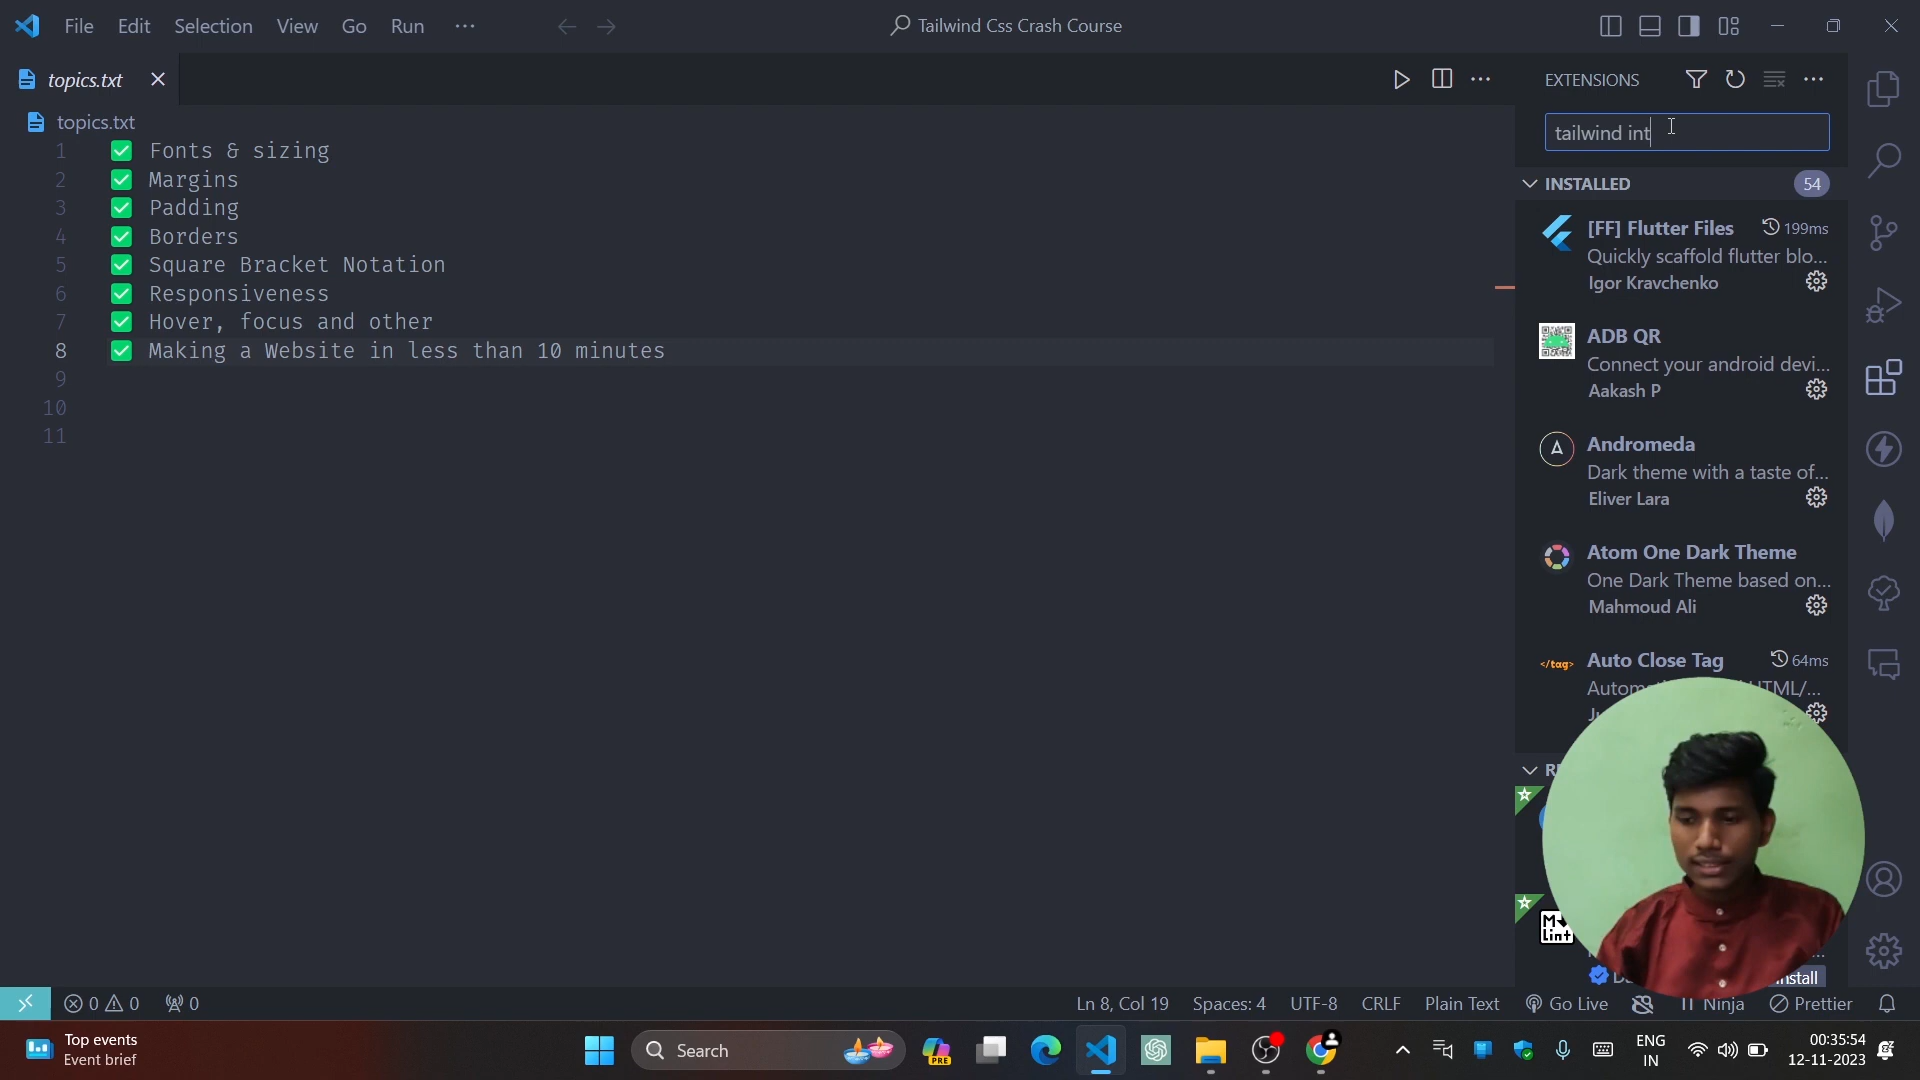 File Edit Selection View Go Run ···
Tailwind Css Crash Course
topics.txt
EXTENSIONS
topics.txt
tailwind int
1 ✅ Fonts & sizing
2 ✅ Margins
3 ✅ Padding
4 ✅ Borders
5 ✅ Square Bracket Notation
6 ✅ Responsiveness
7 ✅ Hover, focus and other
8 ✅ Making a Website in less than 10 minutes
9
10
11
INSTALLED 54
[FF] Flutter Files 199ms
Quickly scaffold flutter blo...
Igor Kravchenko
ADB QR
Connect your android devi...
Aakash P
Andromeda
Dark theme with a taste of...
Eliver Lara
Atom One Dark Theme
One Dark Theme based on...
Mahmoud Ali
</tag> Auto Close Tag 64ms
0 0 0
Ln 8, Col 19 Spaces: 4 UTF-8 CRLF Plain Text Go Live Ninja Prettier
Top events
Event brief
Search
PRE
ENG
IN
00:35:54
12-11-2023